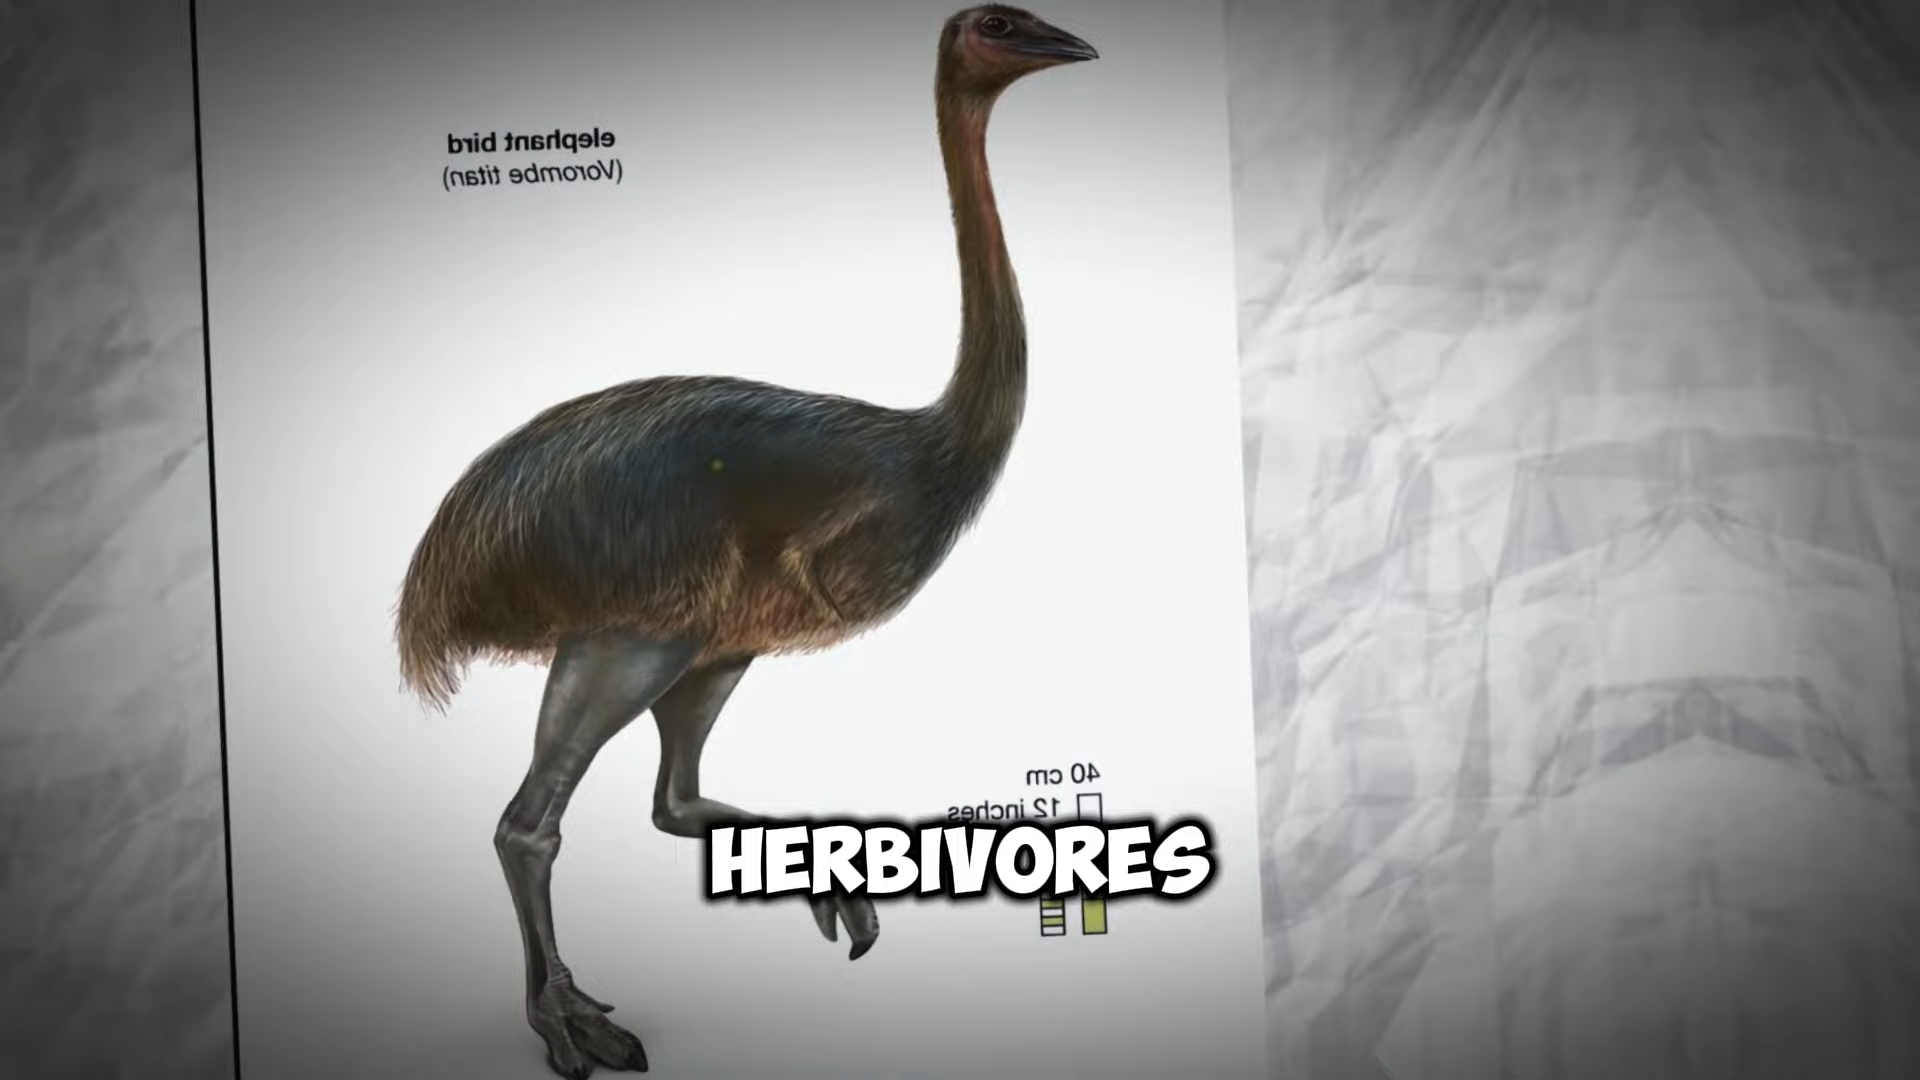 elephant bird
(Vorombe titan)
40 cm
12 inches
HERBIVORES